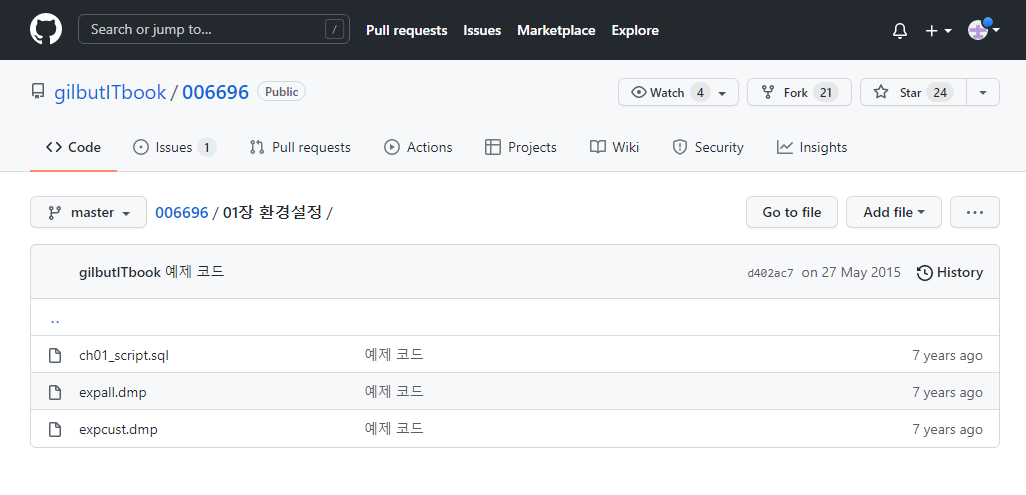 Search or jump to... / Pull requests Issues Marketplace Explore
gilbutITbook / 006696 Public Watch 4 Fork 21 Star 24
Code Issues 1 Pull requests Actions Projects Wiki Security Insights
master 006696 / 01장 환경설정 / Go to file Add file ...
gilbutITbook 예제 코드 d402ac7 on 27 May 2015 History
..
ch01_script.sql 예제 코드 7 years ago
expall.dmp 예제 코드 7 years ago
expcust.dmp 예제 코드 7 years ago